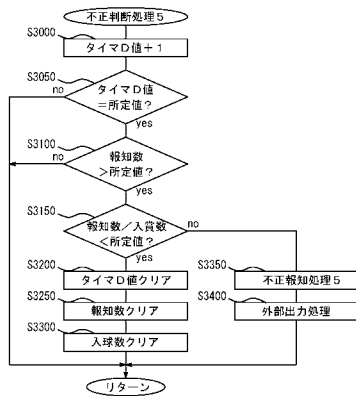 不正判断処理5
S3000
タイマD値+1
S3050
no
タイマD値
=所定値?
yes
S3100
no
報知数
>所定値?
yes
S3150
報知数/入賞数
<所定値?
no
yes
S3200
タイマD値クリア
S3350
不正報知処理5
S3250
報知数クリア
S3400
外部出力処理
S3300
入球数クリア
リターン